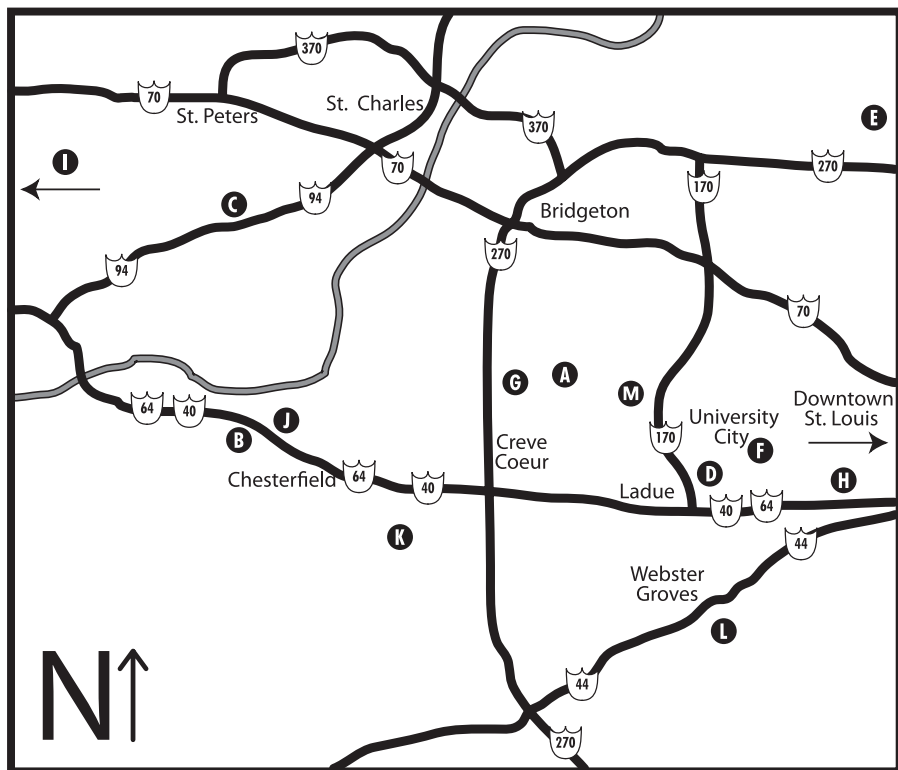 370
70
St. Peters
St. Charles
370
E
I
70
270
170
94
C
Bridgeton
270
94
70
G
A
M
Downtown
St. Louis
64
40
J
B
170
University
City
F
Creve
Coeur
Chesterfield
64
40
Ladue
D
H
40
64
K
44
Webster
Groves
L
N
44
270